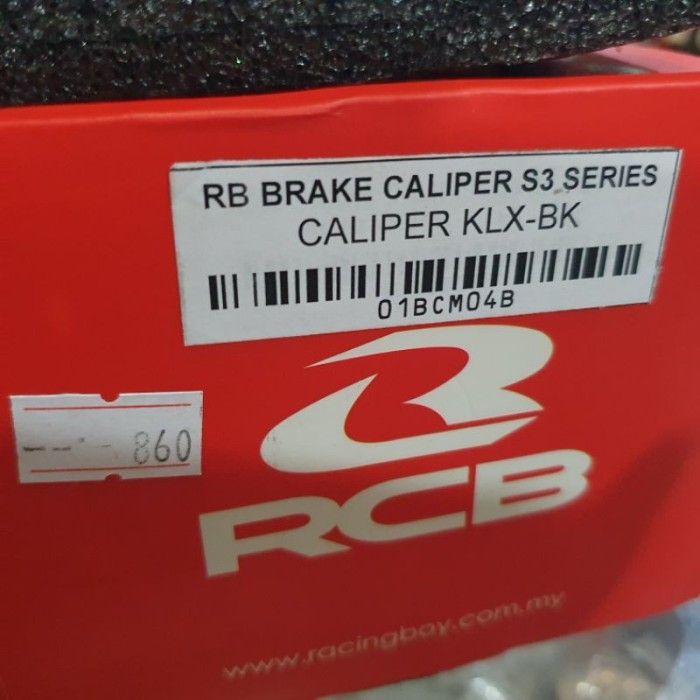 RB BRAKE CALIPER S3 SERIES
CALIPER KLX-BK
01BCM04B
860
RCB
www.racingboy.com.my